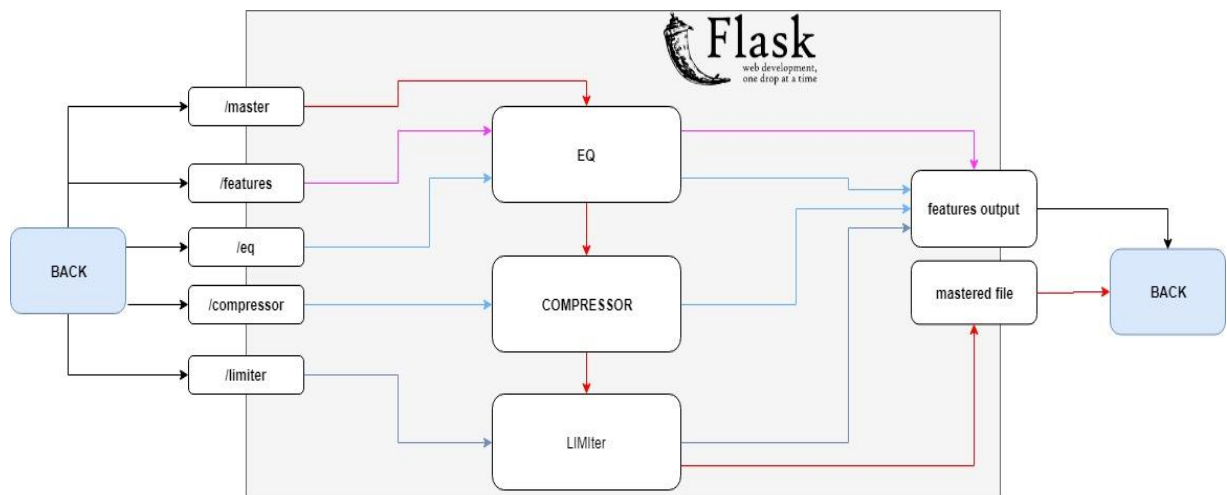 Flask
web development,
one drop at a time
/master
EQ
/features
features output
/eq
BACK
/compressor
COMPRESSOR
mastered file
BACK
/limiter
LIMIter